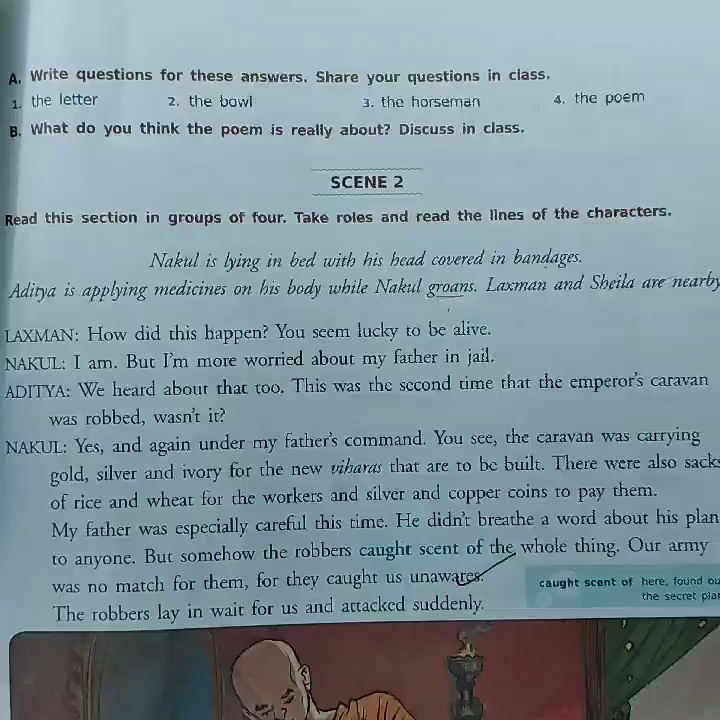 A. Write questions for these answers. Share your questions in class.
1. the letter 2. the bowl 3. the horseman 4. the poem
B. What do you think the poem is really about? Discuss in class.
SCENE 2
Read this section in groups of four. Take roles and read the lines of the characters.
Nakul is lying in bed with his head covered in bandages.
Aditya is applying medicines on his body while Nakul groans. Laxman and Sheila are nearby
LAXMAN: How did this happen? You seem lucky to be alive.
NAKUL: I am. But I'm more worried about my father in jail.
ADITYA: We heard about that too. This was the second time that the emperor's caravan
was robbed, wasn't it?
NAKUL: Yes, and again under my father's command. You see, the caravan was carrying
gold, silver and ivory for the new viharas that are to be built. There were also sacks
of rice and wheat for the workers and silver and copper coins to pay them.
My father was especially careful this time. He didn't breathe a word about his plan
to anyone. But somehow the robbers caught scent of the whole thing. Our army
was no match for them, for they caught us unawares.
The robbers lay in wait for us and attacked suddenly.
caught scent of here, found ou
the secret plan